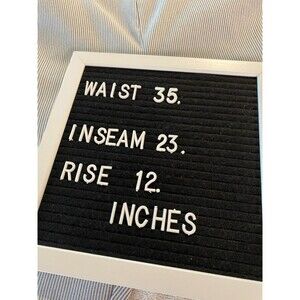 WAIST 35.
INSEAM 23.
RISE 12.
INCHES